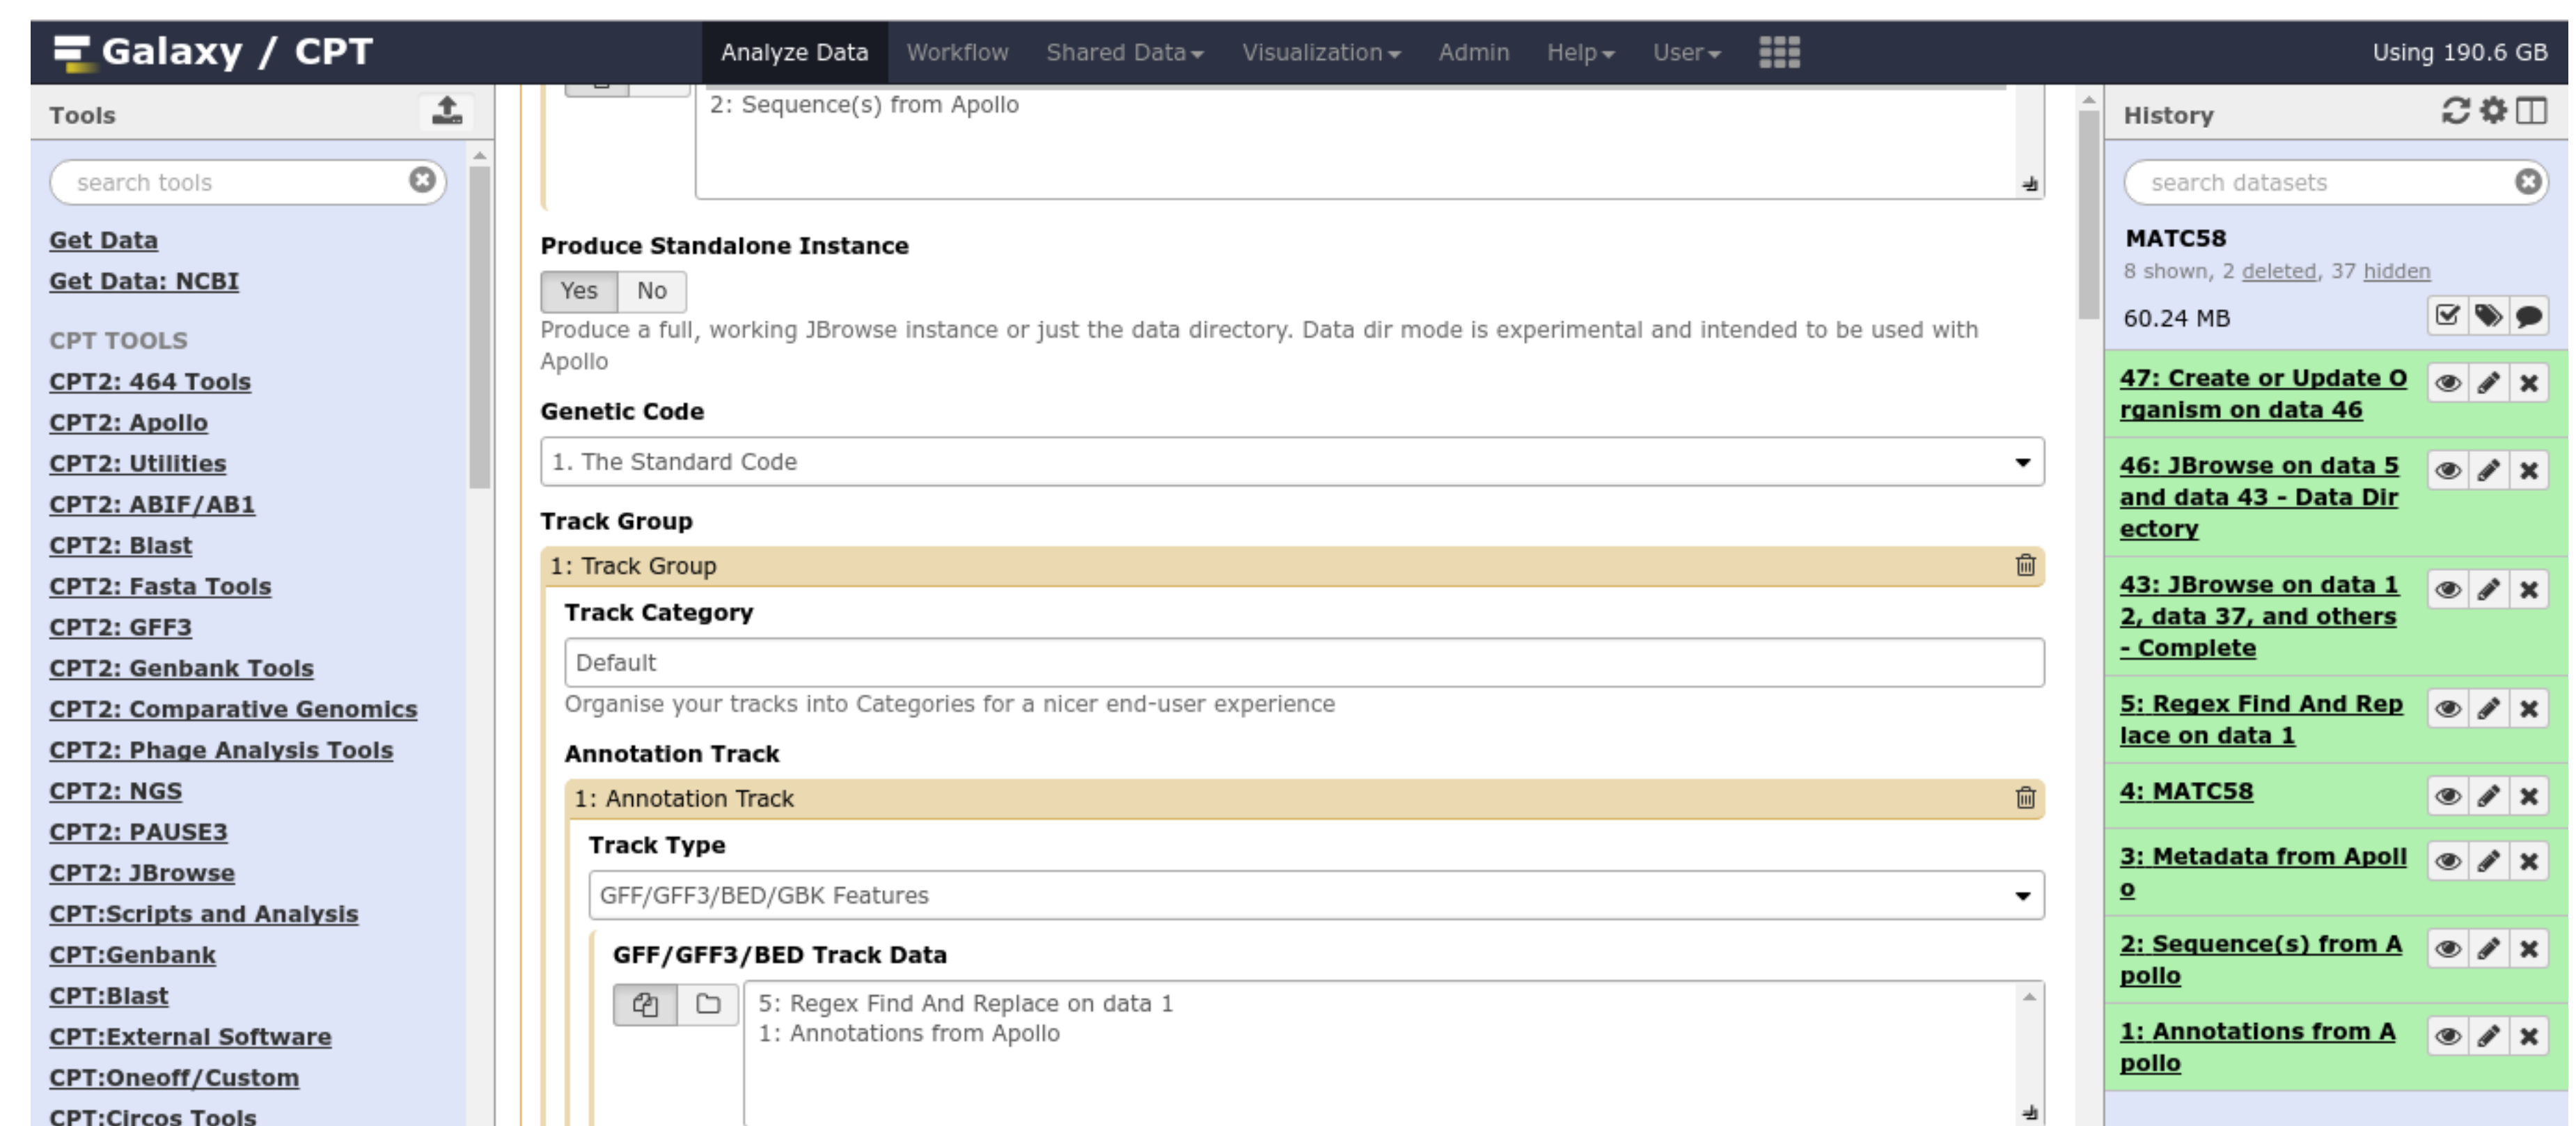 Galaxy / CPT
Analyze Data
Workflow
Shared Data
Visualization
Admin
Help
User
Using 190.6 GB
Tools
search tools
Get Data
Get Data: NCBI
CPT TOOLS
CPT2: 464 Tools
CPT2: Apollo
CPT2: Utilities
CPT2: ABIF/AB1
CPT2: Blast
CPT2: Fasta Tools
CPT2: GFF3
CPT2: Genbank Tools
CPT2: Comparative Genomics
CPT2: Phage Analysis Tools
CPT2: NGS
CPT2: PAUSE3
CPT2: JBrowse
CPT:Scripts and Analysis
CPT:Genbank
CPT:Blast
CPT:External Software
CPT:Oneoff/Custom
CPT:Circos Tools
2: Sequence(s) from Apollo
Produce Standalone Instance
Yes
No
Produce a full, working JBrowse instance or just the data directory. Data dir mode is experimental and intended to be used with
Apollo
Genetic Code
1. The Standard Code
Track Group
1: Track Group
Track Category
Default
Organise your tracks into Categories for a nicer end-user experience
Annotation Track
1: Annotation Track
Track Type
GFF/GFF3/BED/GBK Features
GFF/GFF3/BED Track Data
5: Regex Find And Replace on data 1
1: Annotations from Apollo
History
search datasets
MATC58
8 shown, 2 deleted, 37 hidden
60.24 MB
47: Create or Update O
rganism on data 46
46: JBrowse on data 5
and data 43 - Data Dir
ectory
43: JBrowse on data 1
2, data 37, and others
- Complete
5: Regex Find And Rep
lace on data 1
4: MATC58
3: Metadata from Apoll
o
2: Sequence(s) from A
pollo
1: Annotations from A
pollo